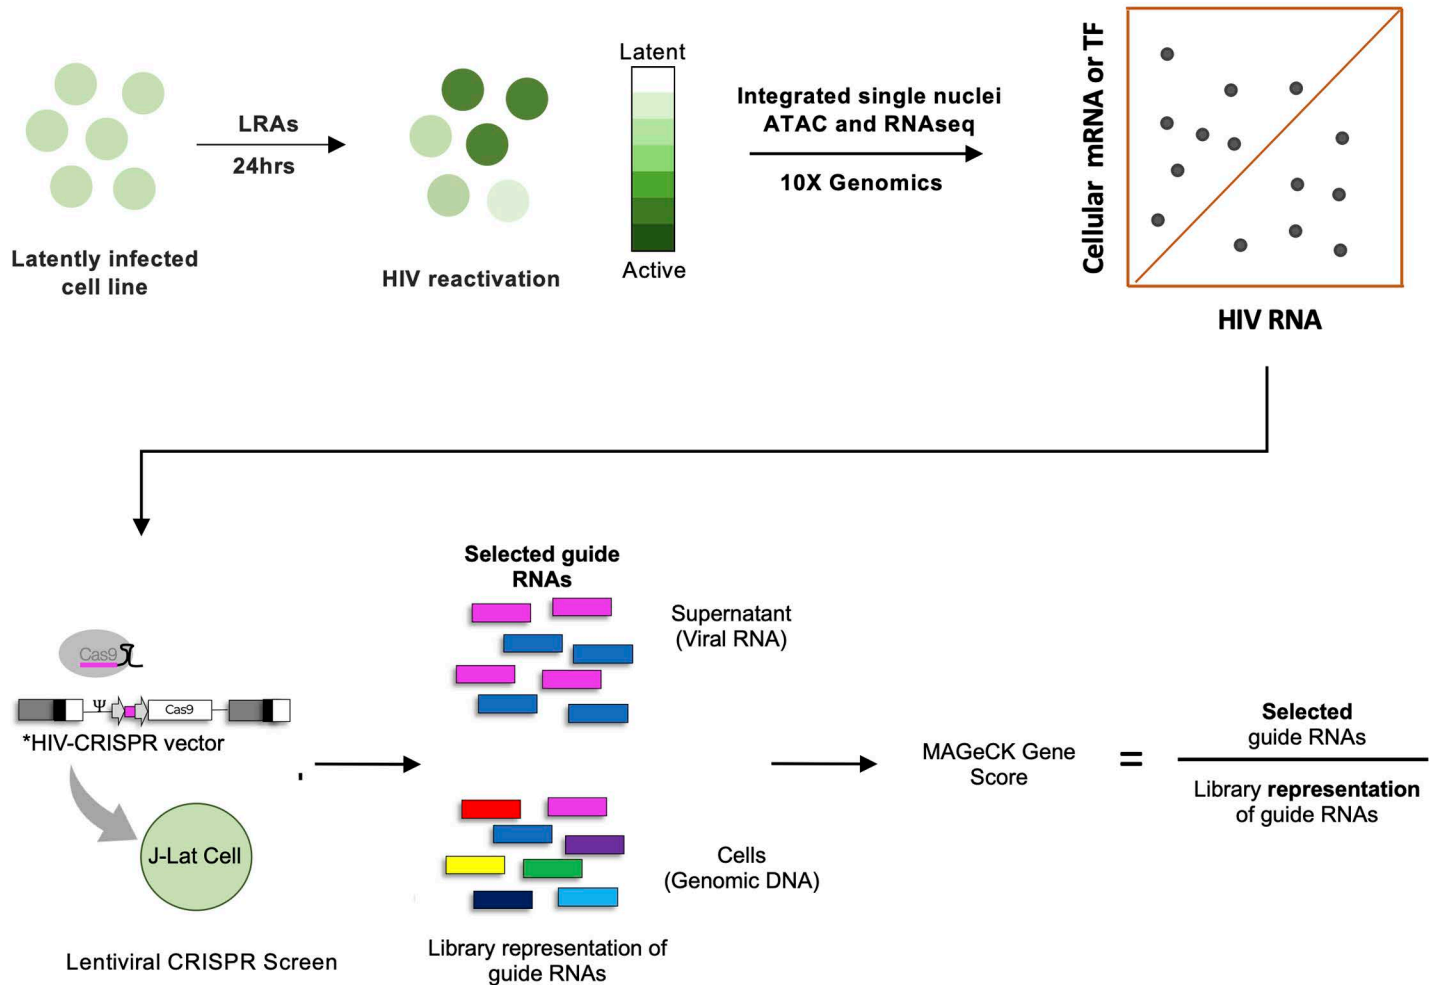 LRAs
24hrs
Latently infected
cell line
HIV reactivation
Latent
Active
Integrated single nuclei
ATAC and RNAseq
10X Genomics
Cellular mRNA or TF
HIV RNA
Cas9
Ψ
Cas9
*HIV-CRISPR vector
J-Lat Cell
Lentiviral CRISPR Screen
Selected guide
RNAs
Supernatant
(Viral RNA)
Cells
(Genomic DNA)
Library representation of
guide RNAs
MAGeCK Gene
Score
=
Selected
guide RNAs
Library representation
of guide RNAs